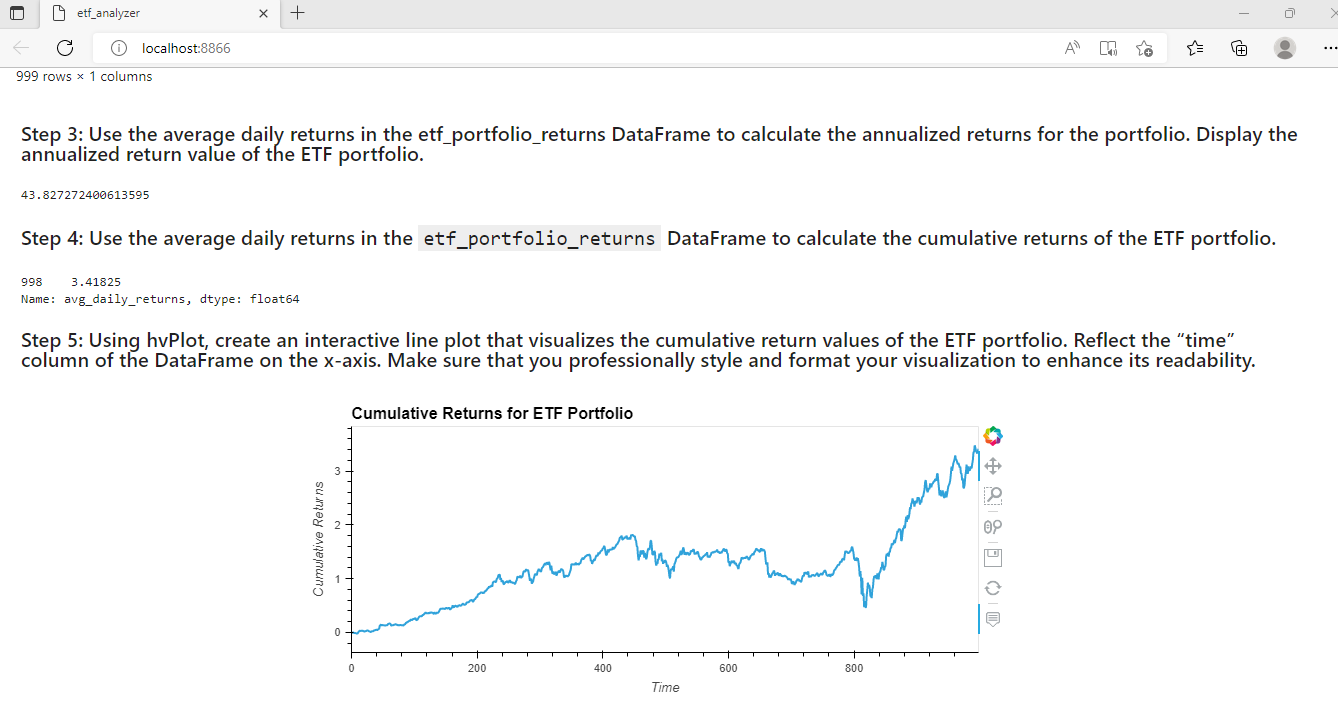 etf_analyzer
localhost:8866
999 rows × 1 columns
Step 3: Use the average daily returns in the etf_portfolio_returns DataFrame to calculate the annualized returns for the portfolio. Display the
annualized return value of the ETF portfolio.
43.827272400613595
Step 4: Use the average daily returns in the etf_portfolio_returns DataFrame to calculate the cumulative returns of the ETF portfolio.
998    3.41825
Name: avg_daily_returns, dtype: float64
Step 5: Using hvPlot, create an interactive line plot that visualizes the cumulative return values of the ETF portfolio. Reflect the “time”
column of the DataFrame on the x-axis. Make sure that you professionally style and format your visualization to enhance its readability.
Cumulative Returns for ETF Portfolio
Cumulative Returns
3
2
1
0
0 200 400 600 800
Time